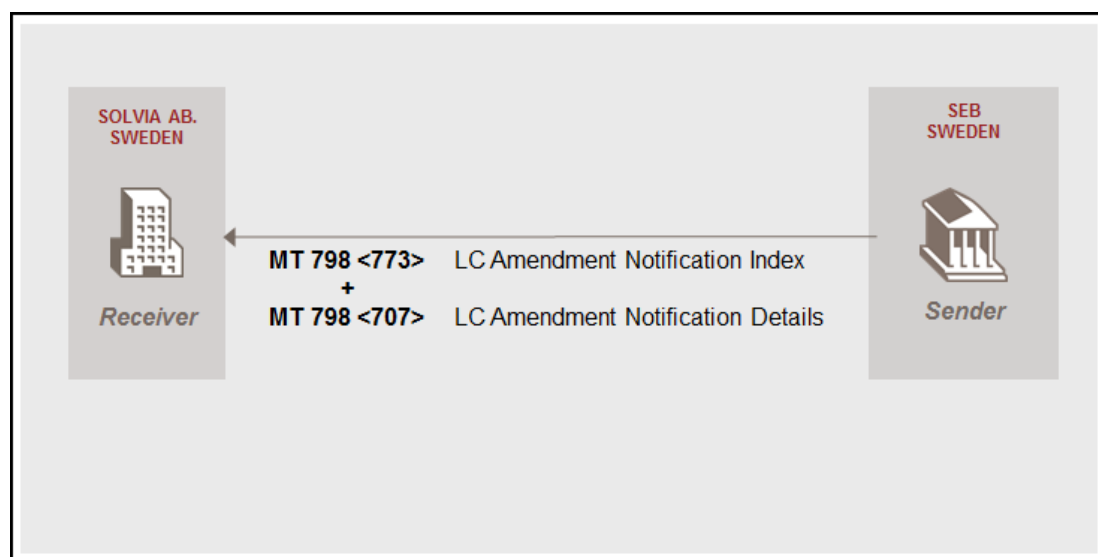 SOLVIA AB.
SWEDEN
Receiver
MT 798 <773> LC Amendment Notification Index
+
MT 798 <707> LC Amendment Notification Details
SEB
SWEDEN
Sender